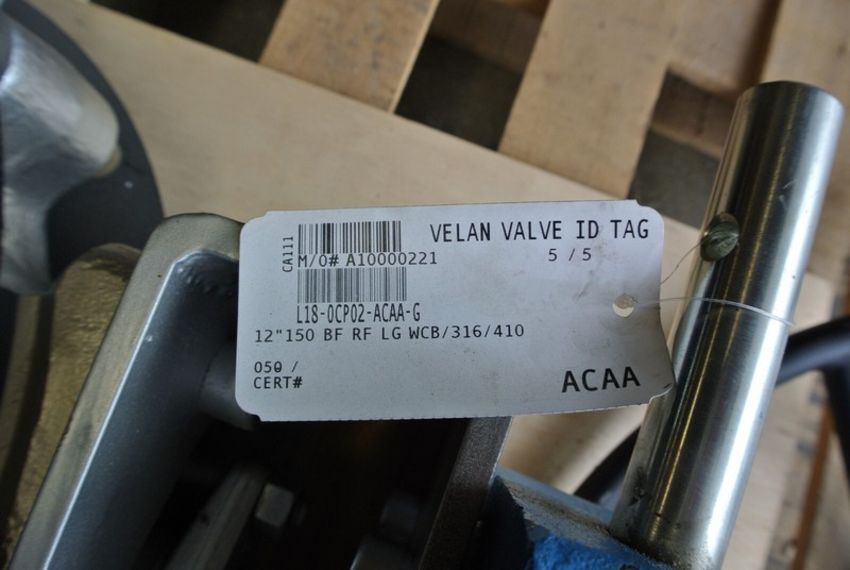 VELAN VALVE ID TAG
CA111
M/O# A10000221
5 / 5
L18-0CP02-ACAA-G
12"150 BF RF LG WCB/316/410
050 /
CERT#
ACAA